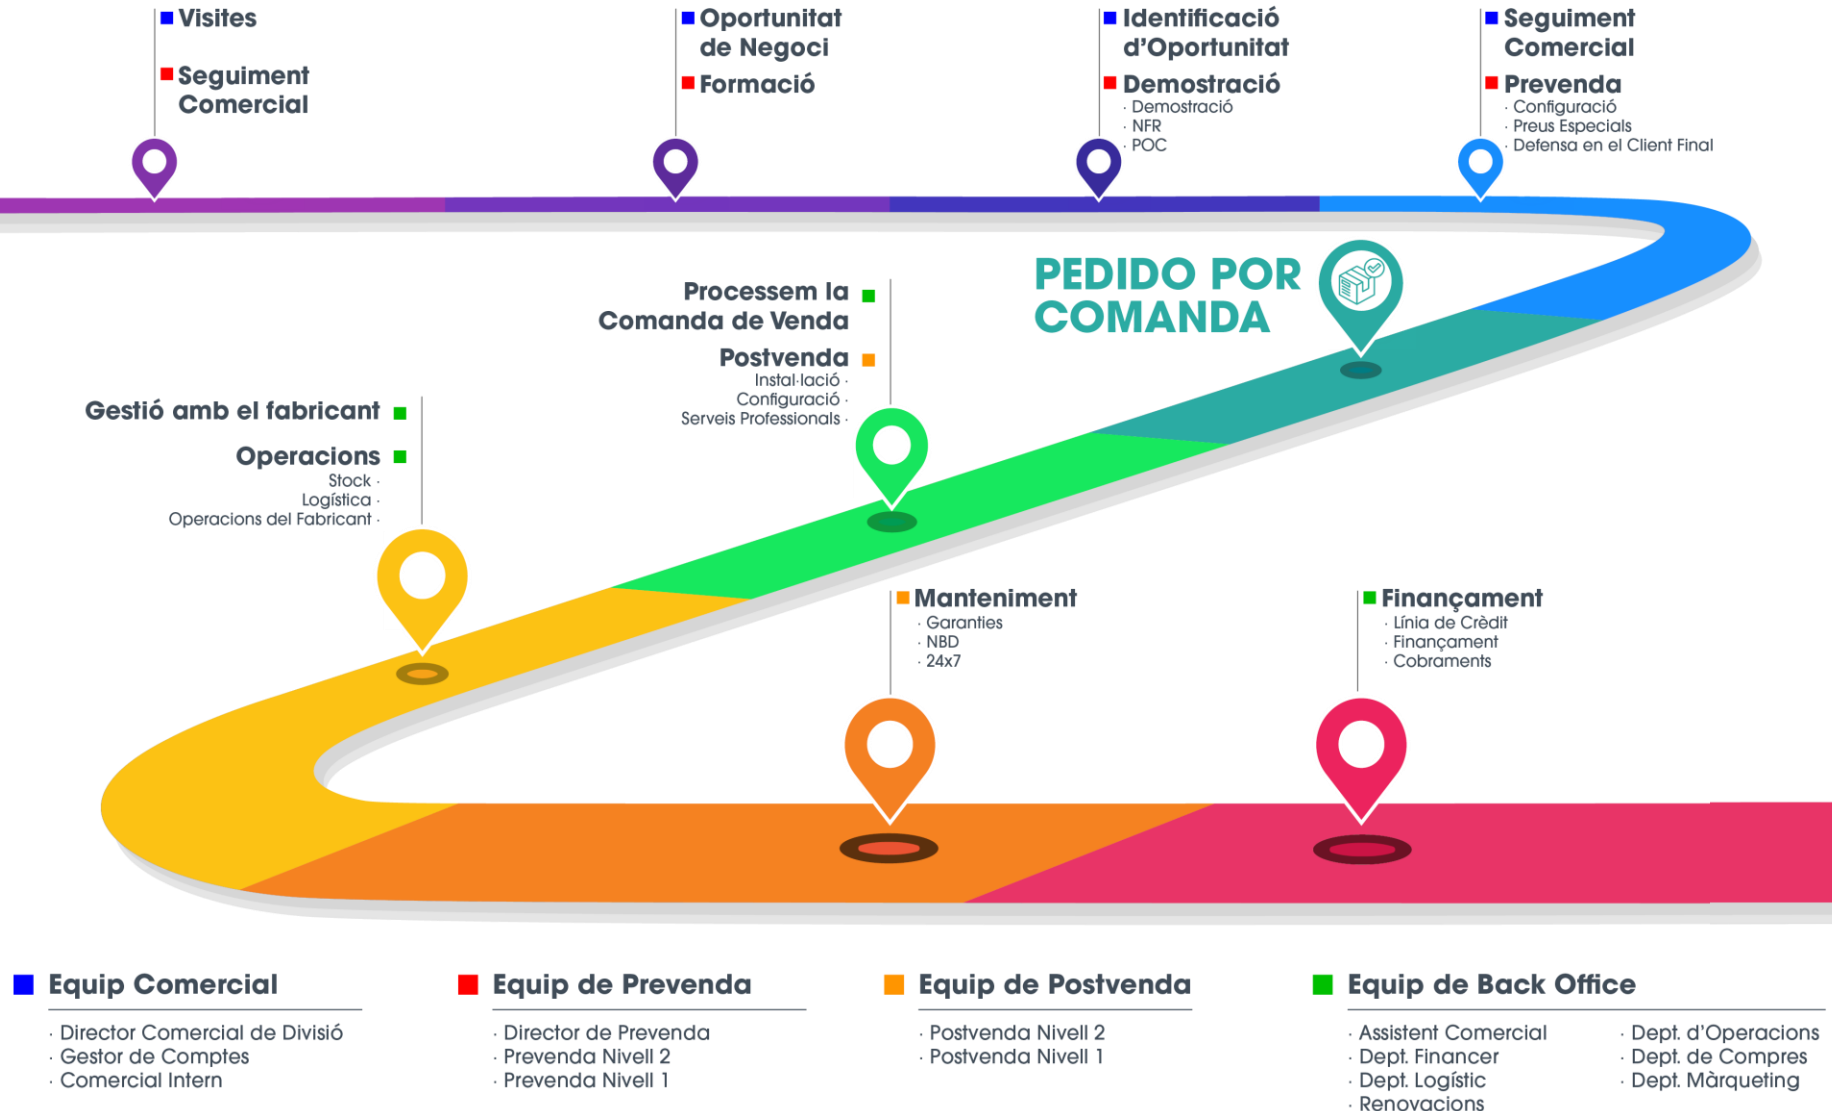 Visites
Seguiment
Comercial
Oportunitat
de Negoci
Formació
Identificació
d'Oportunitat
Demostració
· Demostració
· NFR
· POC
Seguiment
Comercial
Prevenda
· Configuració
· Preus Especials
· Defensa en el Client Final
PEDIDO POR
COMANDA
Processem la
Comanda de Venda
Postvenda
Instal·lació ·
Configuració ·
Serveis Professionals ·
Gestió amb el fabricant
Operacions
Stock ·
Logística ·
Operacions del Fabricant ·
Manteniment
· Garanties
· NBD
· 24x7
Finançament
· Línia de Crèdit
· Finançament
· Cobraments
Equip Comercial
· Director Comercial de Divisió
· Gestor de Comptes
· Comercial Intern
Equip de Prevenda
· Director de Prevenda
· Prevenda Nivell 2
· Prevenda Nivell 1
Equip de Postvenda
· Postvenda Nivell 2
· Postvenda Nivell 1
Equip de Back Office
· Assistent Comercial
· Dept. Financer
· Dept. Logístic
· Renovacions
· Dept. d'Operacions
· Dept. de Compres
· Dept. Màrqueting